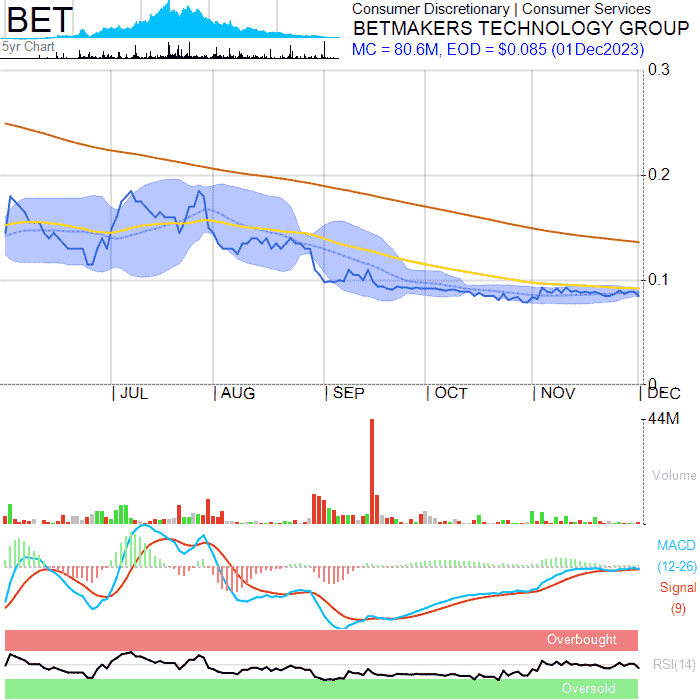 BET
5yr Chart
Consumer Discretionary | Consumer Services
BETMAKERS TECHNOLOGY GROUP
MC = 80.6M, EOD = $0.085 (01Dec2023)
0.3
0.2
0.1
0
| JUL | AUG | SEP | OCT | NOV | DEC
44M
Volume
MACD
(12-26)
Signal
(9)
Overbought
RSI(14)
Oversold